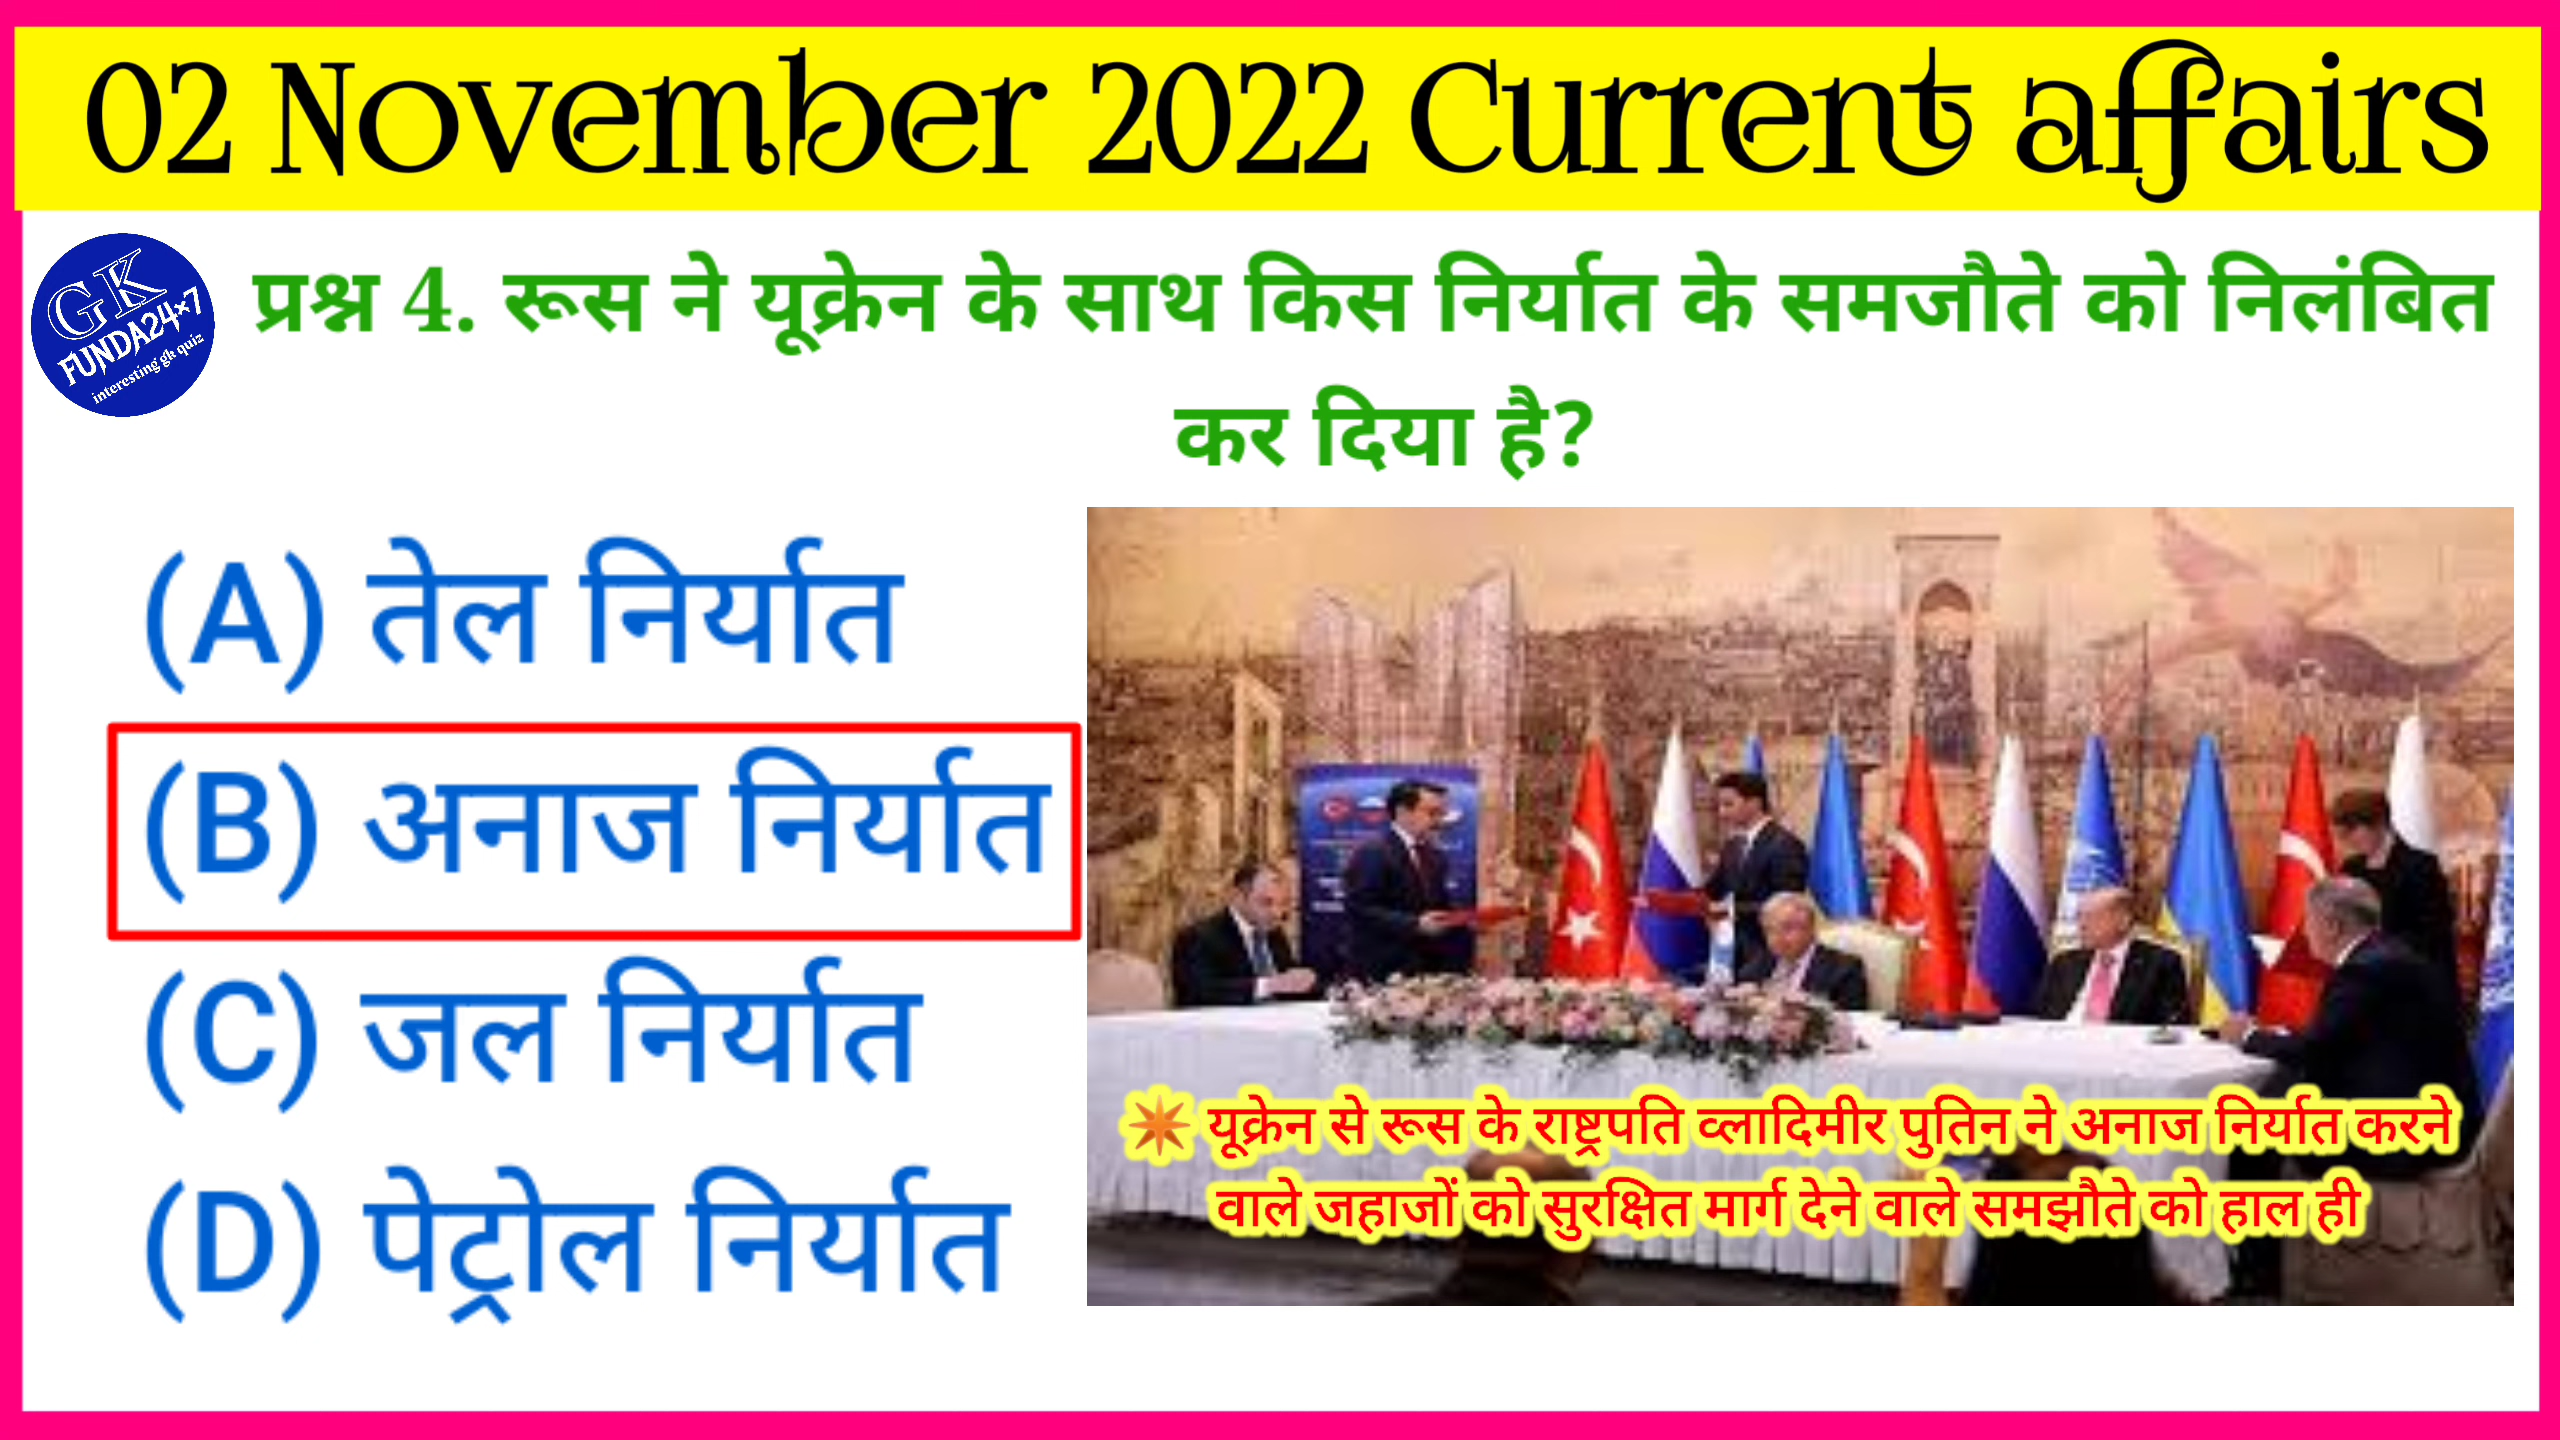 02 November 2022 Current affairs
GK
FUNDA24×7
interesting gk quiz
प्रश्न 4. रूस ने यूक्रेन के साथ किस निर्यात के समजौते को निलंबित
कर दिया है?
(A) तेल निर्यात
(B) अनाज निर्यात
(C) जल निर्यात
(D) पेट्रोल निर्यात
यूक्रेन से रूस के राष्ट्रपति व्लादिमीर पुतिन ने अनाज निर्यात करने
वाले जहाजों को सुरक्षित मार्ग देने वाले समझौते को हाल ही